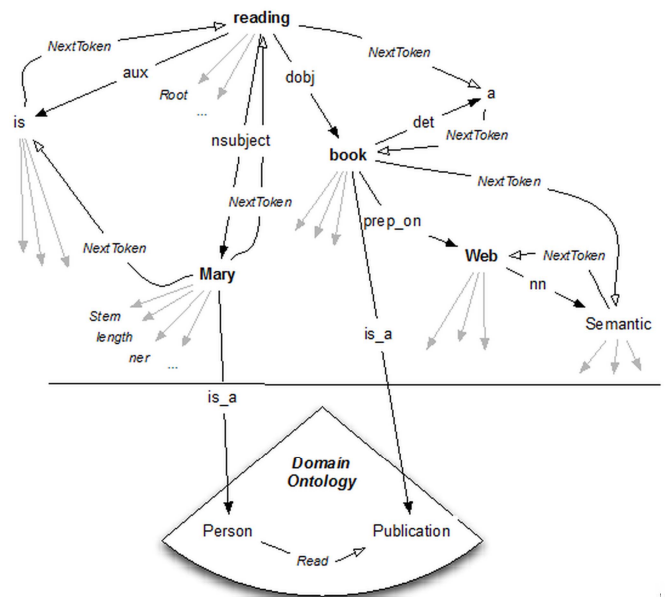 reading
NextToken
NextToken
aux
dobj
Root
...
a
is
det
nsubject
NextToken
book
NextToken
NextToken
prep_on
NextToken
Web
NextToken
Mary
nn
Stem
Semantic
length
is_a
ner
...
is_a
Domain
Ontology
Person
Publication
Read